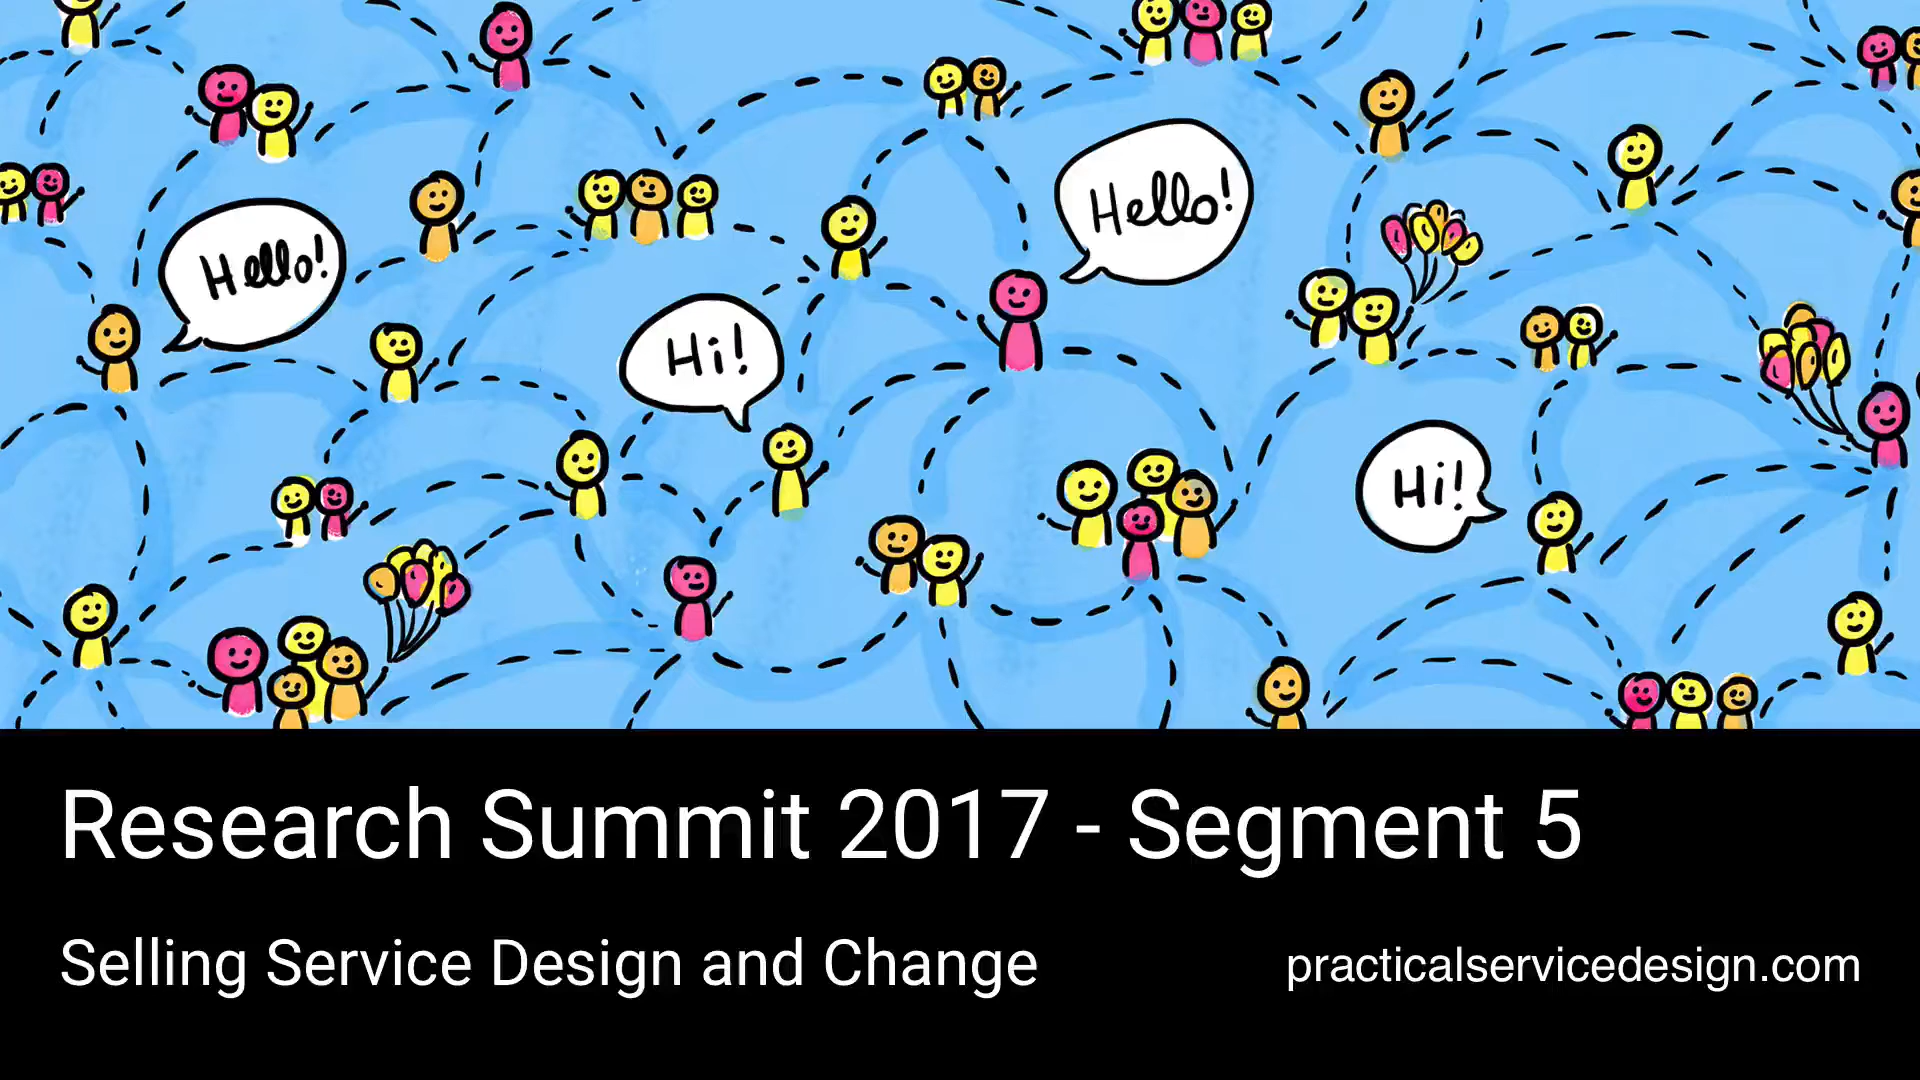 Hello!
Hello!
Hi!
Hi!
Research Summit 2017 - Segment 5
Selling Service Design and Change
practicalservicedesign.com